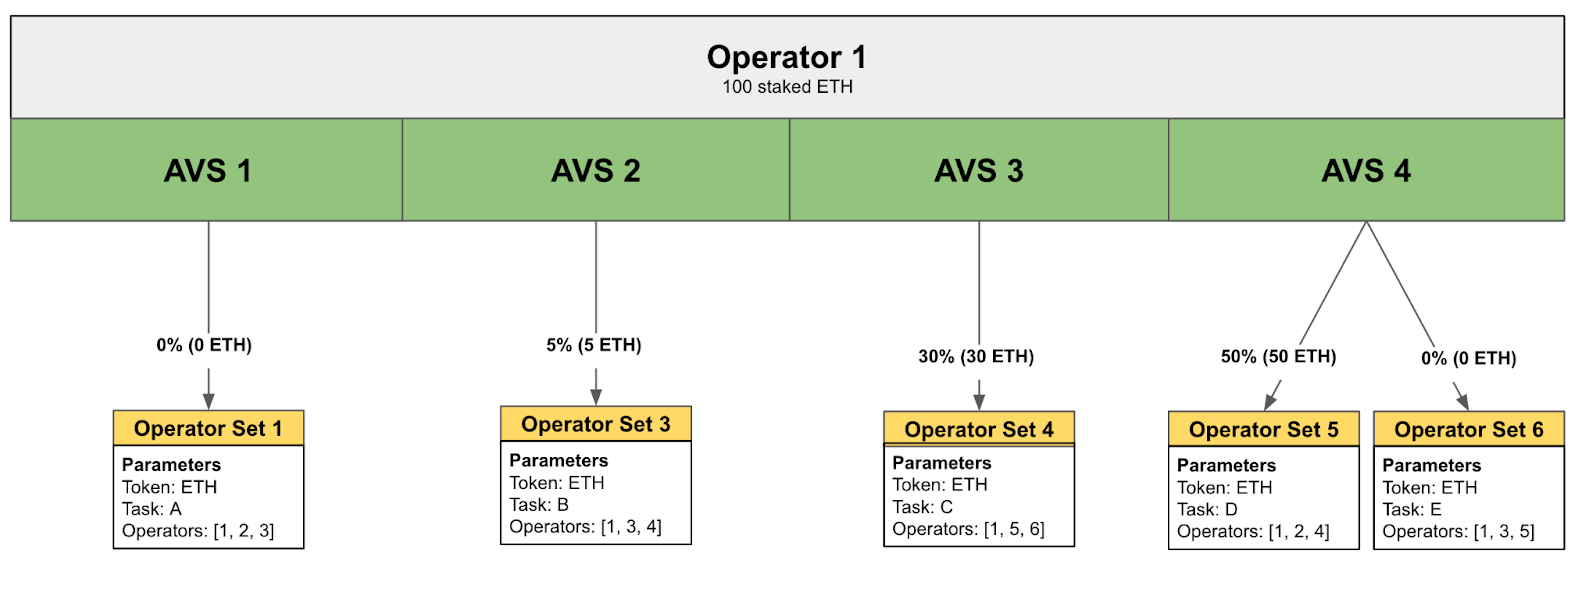 Operator 1
100 staked ETH
AVS 1
AVS 2
AVS 3
AVS 4
0% (0 ETH)
5% (5 ETH)
30% (30 ETH)
50% (50 ETH)
0% (0 ETH)
Operator Set 1
Parameters
Token: ETH
Task: A
Operators: [1, 2, 3]
Operator Set 3
Parameters
Token: ETH
Task: B
Operators: [1, 3, 4]
Operator Set 4
Parameters
Token: ETH
Task: C
Operators: [1, 5, 6]
Operator Set 5
Parameters
Token: ETH
Task: D
Operators: [1, 2, 4]
Operator Set 6
Parameters
Token: ETH
Task: E
Operators: [1, 3, 5]